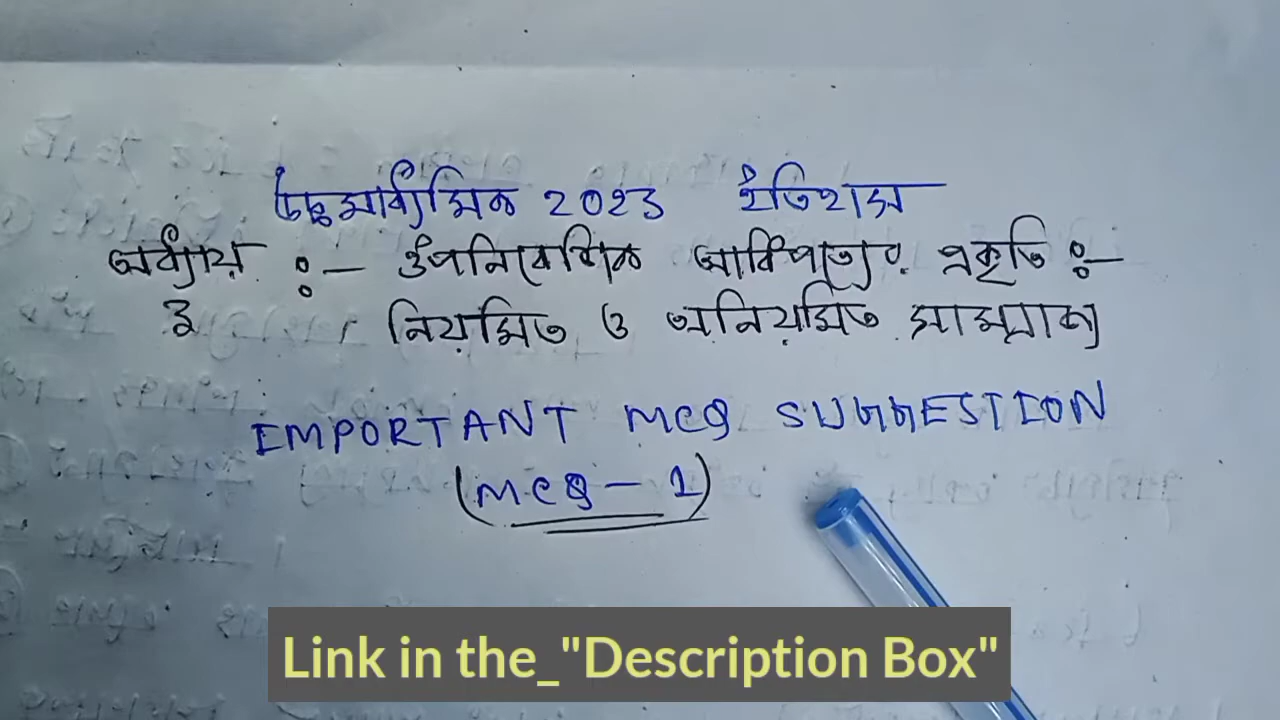 উচ্চমাধ্যমিক 2023 ইতিহাস
অধ্যায় ঃ— ঔপনিবেশিক আধিপত্যের প্রকৃতি ঃ—
৩ নিয়মিত ও অনিয়মিত সাম্রাজ্য
IMPORTANT MCQ SUGGESTION
(MCQ – 1)
Link in the_"Description Box"